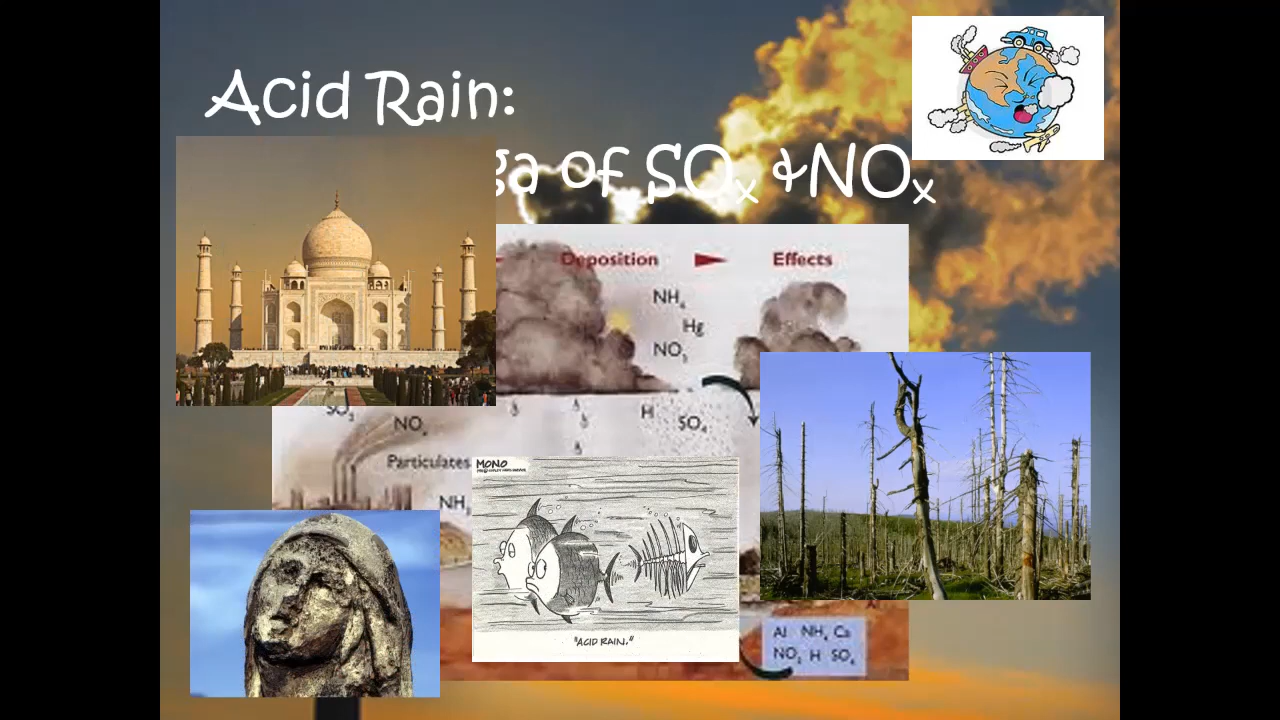 Acid Rain:
ga of SOₓ &NOₓ
Deposition
Effects
NH₄
Hg
NO₃
H
SO₄
SO₂
NOₓ
Particulates
NH₃
MONO
"ACID RAIN."
Al NH₄ Ca
NO₃ H SO₄